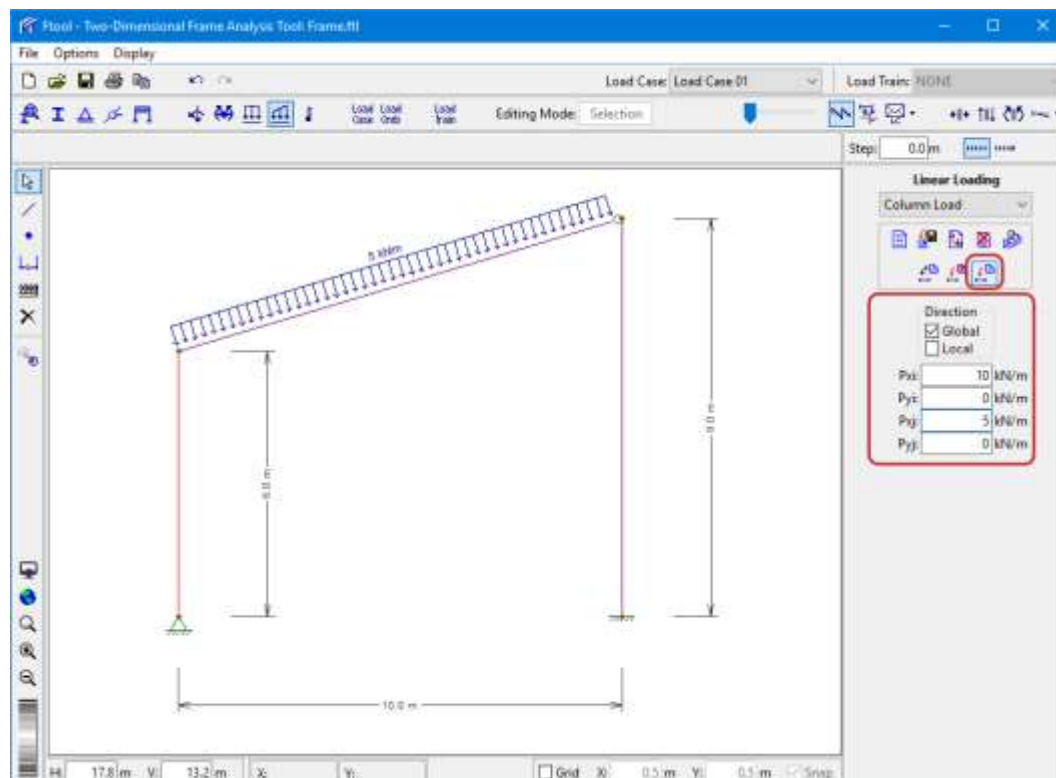 Ftool - Two-Dimensional Frame Analysis Tool: Frame.ftl
File Options Display
Load Case: Load Case 01 Load Train: NONE
Load Case Load Cmb Load Train Editing Mode: Selection
Step: 0.0 m
Linear Loading
Column Load
5 kN/m
Direction
Global
Local
Pxi: 10 kN/m
Pyi: 0 kN/m
Pxj: 5 kN/m
Pyj: 0 kN/m
6.0 m
9.0 m
10.0 m
H: 17.8 m V: 13.2 m X: Y: Grid X: 0.5 m Y: 0.5 m Snap